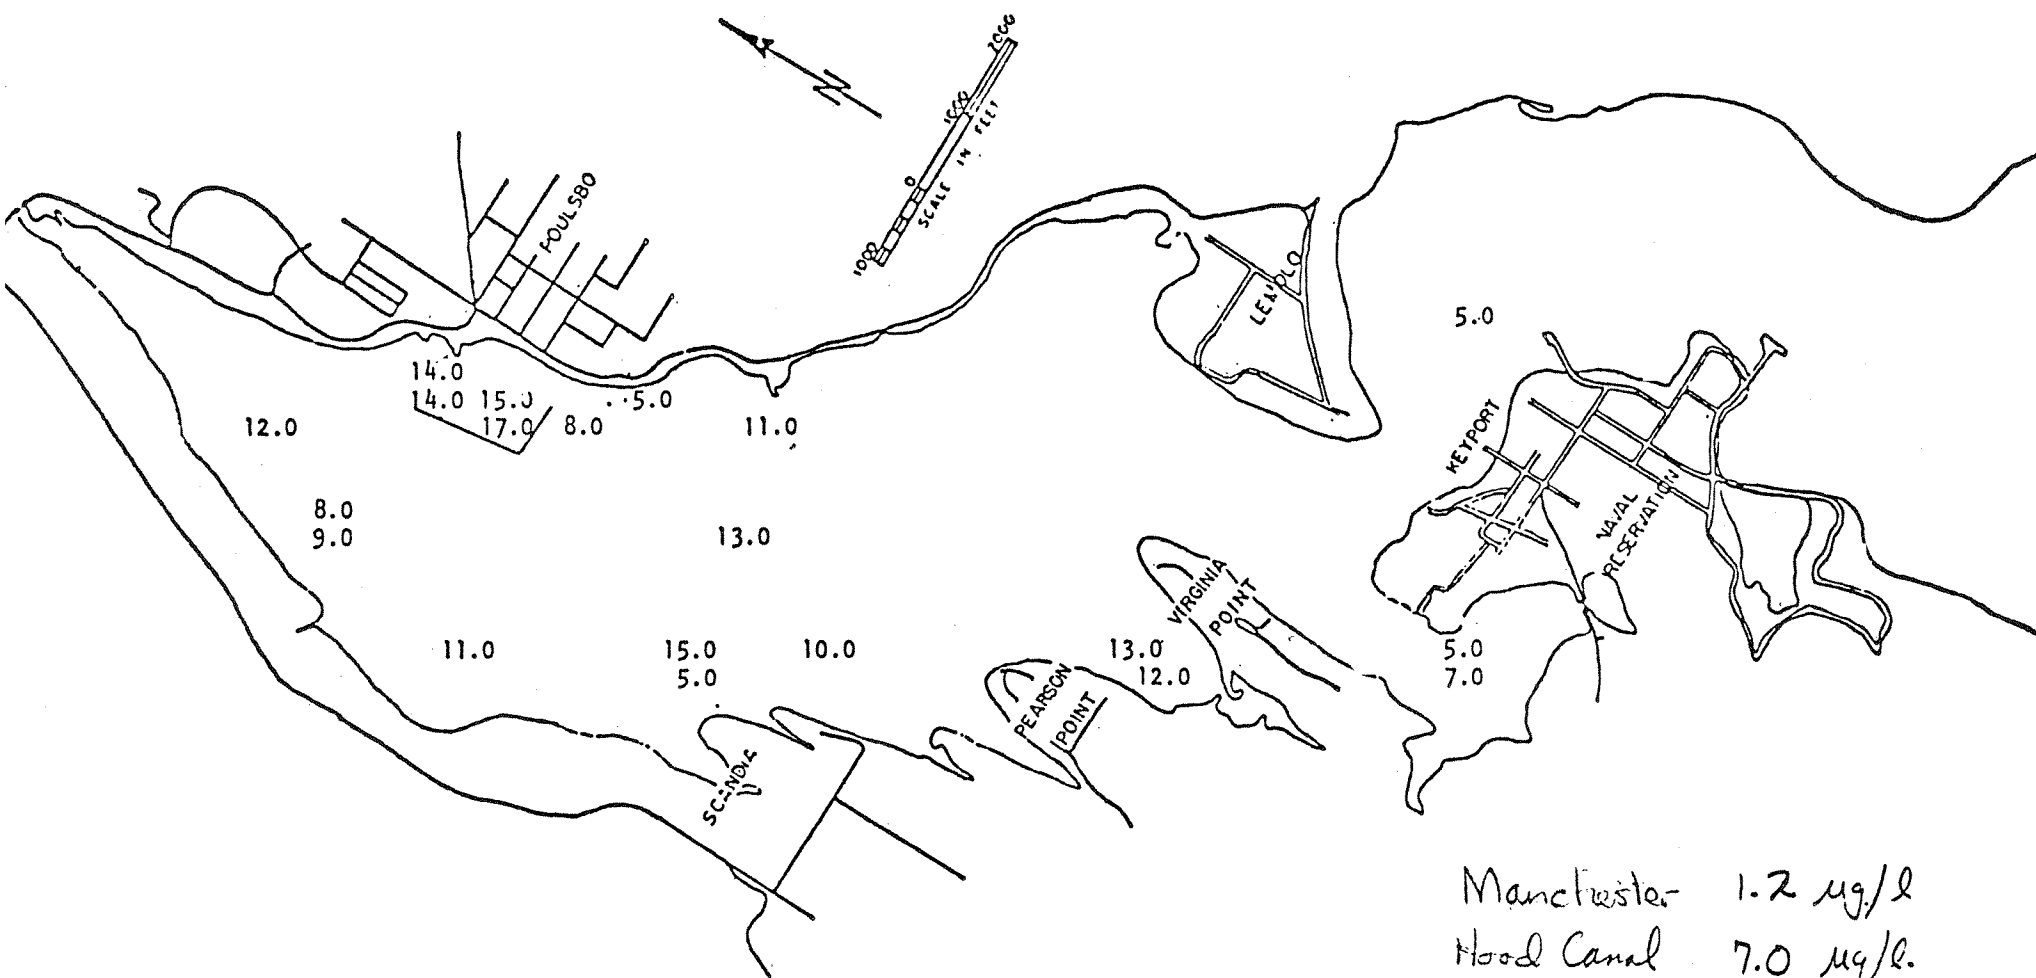 N
2000
1000
0
1000
SCALE IN FEET
POULSBO
LEMOLO
5.0
14.0
14.0 15.0 5.0
17.0 8.0
12.0
11.0
KEYPORT
NAVAL
RESERVATION
8.0
9.0
13.0
VIRGINIA
POINT
11.0
15.0
5.0
10.0
13.0
12.0
5.0
7.0
PEARSON
POINT
SCANDIA
Manchester 1.2 µg/l
Hood Canal 7.0 µg/l.